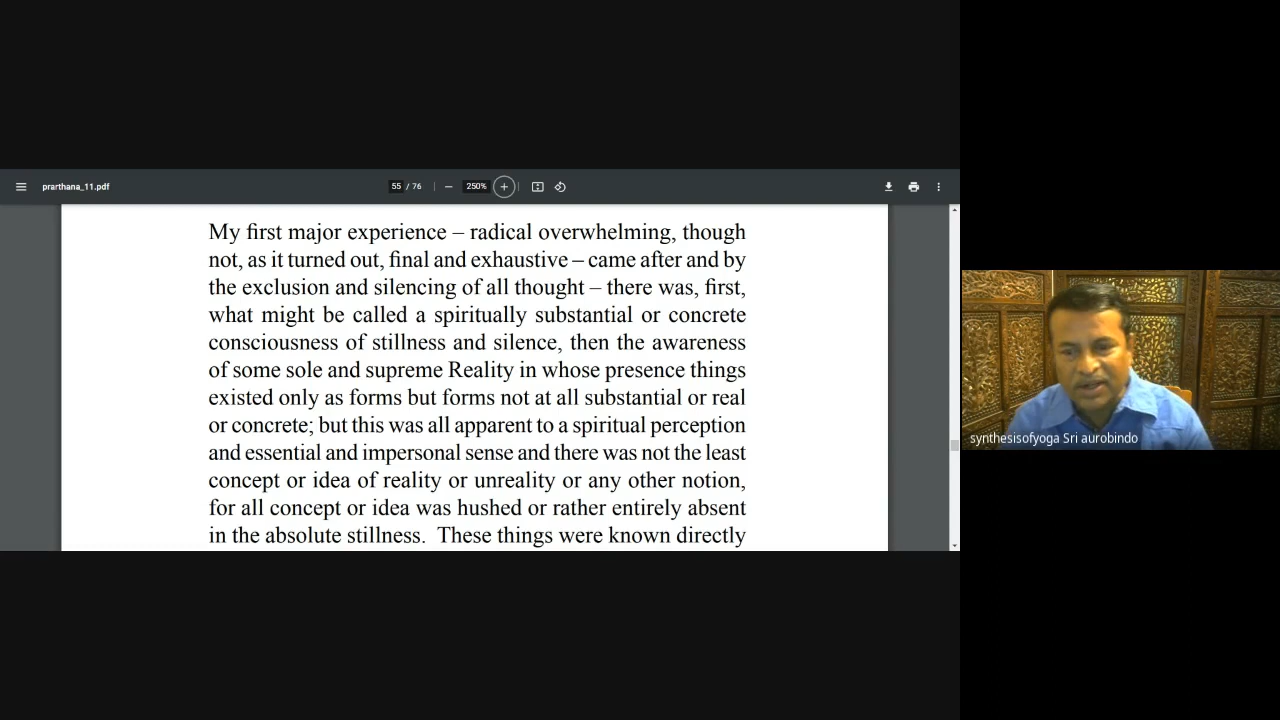 prarthana_11.pdf
55 / 76
250%
My first major experience – radical overwhelming, though
not, as it turned out, final and exhaustive – came after and by
the exclusion and silencing of all thought – there was, first,
what might be called a spiritually substantial or concrete
consciousness of stillness and silence, then the awareness
of some sole and supreme Reality in whose presence things
existed only as forms but forms not at all substantial or real
or concrete; but this was all apparent to a spiritual perception
and essential and impersonal sense and there was not the least
concept or idea of reality or unreality or any other notion,
for all concept or idea was hushed or rather entirely absent
in the absolute stillness. These things were known directly
synthesisofyoga Sri aurobindo